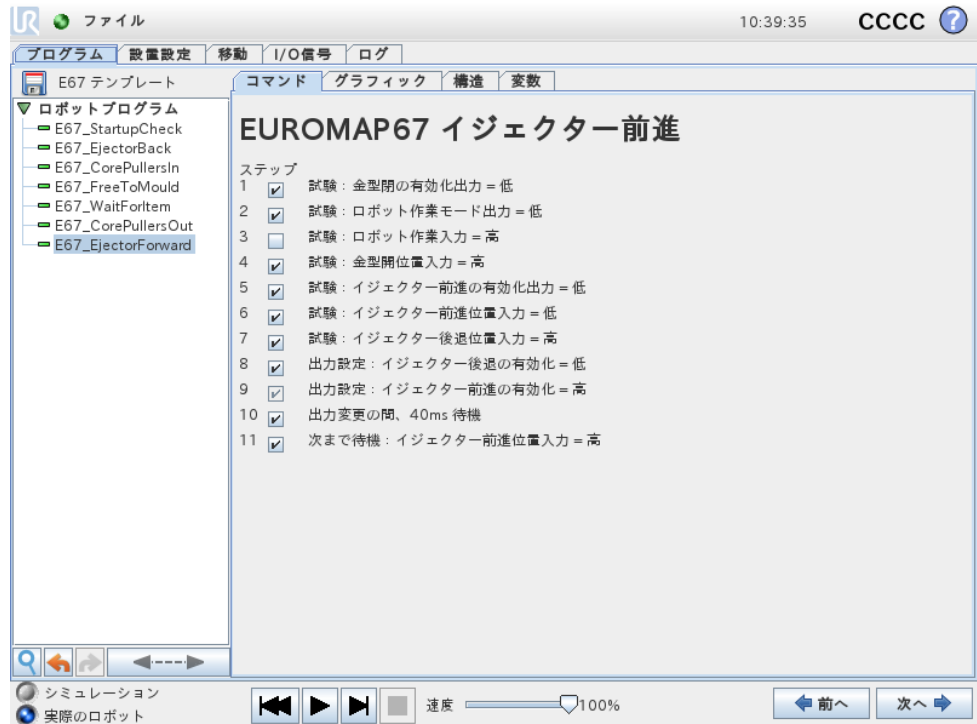 UR ファイル 10:39:35 CCCC ?
プログラム 設置設定 移動 I/O信号 ログ
E67 テンプレート
ロボットプログラム
E67_StartupCheck
E67_EjectorBack
E67_CorePullersIn
E67_FreeToMould
E67_WaitForItem
E67_CorePullersOut
E67_EjectorForward
コマンド グラフィック 構造 変数
EUROMAP67 イジェクター前進
ステップ
1 試験：金型閉の有効化出力 = 低
2 試験：ロボット作業モード出力 = 低
3 試験：ロボット作業入力 = 高
4 試験：金型開位置入力 = 高
5 試験：イジェクター前進の有効化出力 = 低
6 試験：イジェクター前進位置入力 = 低
7 試験：イジェクター後退位置入力 = 高
8 出力設定：イジェクター後退の有効化 = 低
9 出力設定：イジェクター前進の有効化 = 高
10 出力変更の間、40ms 待機
11 次まで待機：イジェクター前進位置入力 = 高
シミュレーション
実際のロボット
速度 100%
前へ 次へ